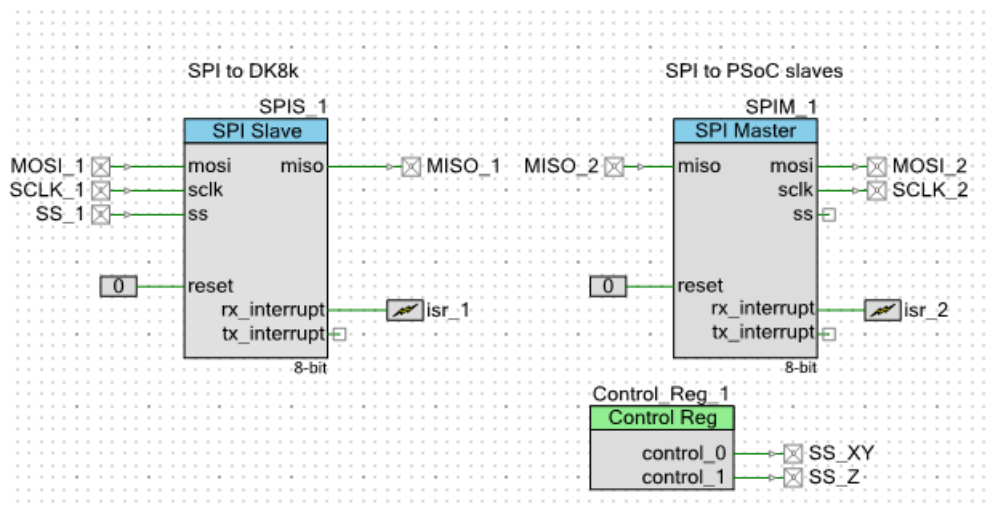 SPI to DK8k
SPIS_1
SPI Slave
MOSI_1
mosi
miso
MISO_1
SCLK_1
sclk
SS_1
ss
0
reset
rx_interrupt
isr_1
tx_interrupt
8-bit
SPI to PSoC slaves
SPIM_1
SPI Master
MISO_2
miso
mosi
MOSI_2
sclk
SCLK_2
ss
0
reset
rx_interrupt
isr_2
tx_interrupt
8-bit
Control_Reg_1
Control Reg
control_0
SS_XY
control_1
SS_Z